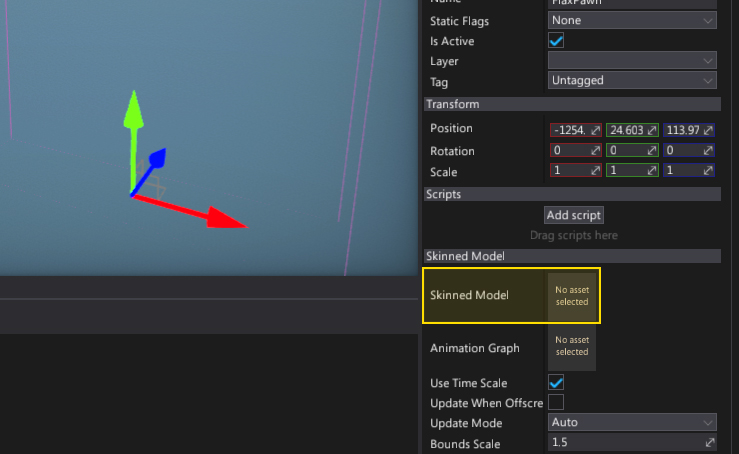 Name FlaxPawn
Static Flags None
Is Active
Layer
Tag Untagged
Transform
Position -1254. 24.603 113.97
Rotation 0 0 0
Scale 1 1 1
Scripts
Add script
Drag scripts here
Skinned Model
Skinned Model No asset
selected
Animation Graph No asset
selected
Use Time Scale
Update When Offscre
Update Mode Auto
Bounds Scale 1.5